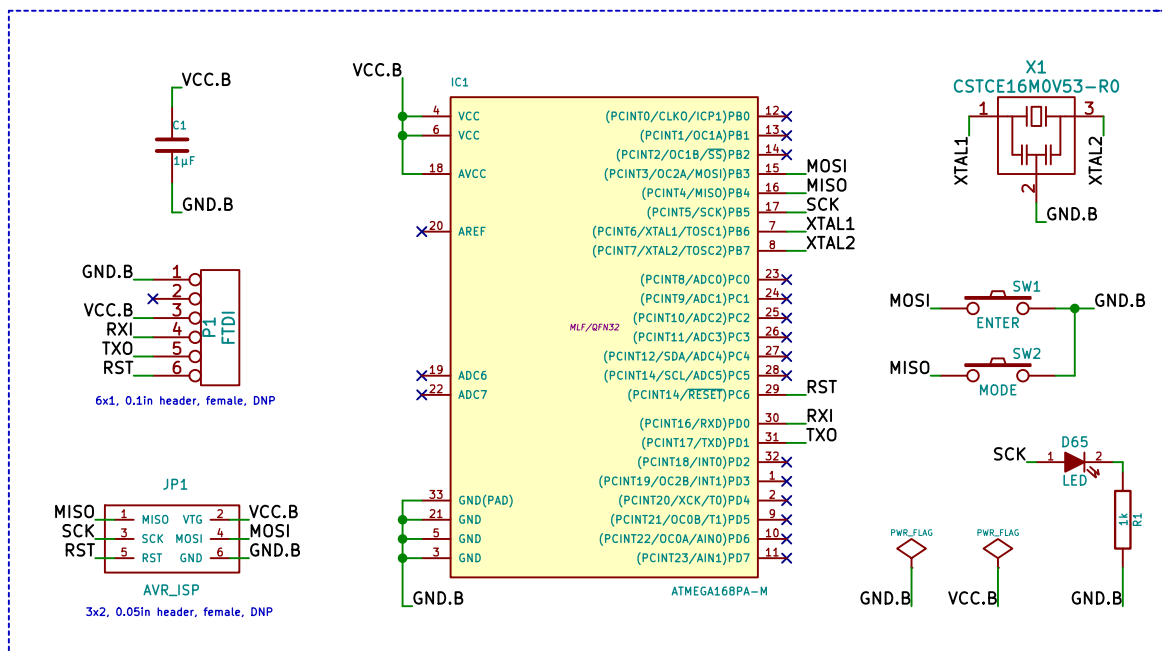 VCC.B
C1
1µF
GND.B
GND.B 1
2
VCC.B 3
RXI 4
TXO 5
RST 6
P1
FTDI
6x1, 0.1in header, female, DNP
JP1
MISO 1 MISO VTG 2 VCC.B
SCK 3 SCK MOSI 4 MOSI
RST 5 RST GND 6 GND.B
AVR_ISP
3x2, 0.05in header, female, DNP
VCC.B
IC1
4 VCC
6 VCC
18 AVCC
20 AREF
19 ADC6
22 ADC7
33 GND(PAD)
21 GND
5 GND
3 GND
GND.B
MLF/QFN32
(PCINT0/CLKO/ICP1)PB0 12
(PCINT1/OC1A)PB1 13
(PCINT2/OC1B/SS)PB2 14
(PCINT3/OC2A/MOSI)PB3 15 MOSI
(PCINT4/MISO)PB4 16 MISO
(PCINT5/SCK)PB5 17 SCK
(PCINT6/XTAL1/TOSC1)PB6 7 XTAL1
(PCINT7/XTAL2/TOSC2)PB7 8 XTAL2
(PCINT8/ADC0)PC0 23
(PCINT9/ADC1)PC1 24
(PCINT10/ADC2)PC2 25
(PCINT11/ADC3)PC3 26
(PCINT12/SDA/ADC4)PC4 27
(PCINT14/SCL/ADC5)PC5 28
(PCINT14/RESET)PC6 29 RST
(PCINT16/RXD)PD0 30 RXI
(PCINT17/TXD)PD1 31 TXO
(PCINT18/INT0)PD2 32
(PCINT19/OC2B/INT1)PD3 1
(PCINT20/XCK/T0)PD4 2
(PCINT21/OC0B/T1)PD5 9
(PCINT22/OC0A/AIN0)PD6 10
(PCINT23/AIN1)PD7 11
ATMEGA168PA-M
X1
CSTCE16M0V53-R0
1 3
XTAL1
XTAL2
2
GND.B
MOSI SW1 GND.B
ENTER
MISO SW2
MODE
D65
SCK 1 2
LED
1k
R1
GND.B
PWR_FLAG
GND.B
PWR_FLAG
VCC.B